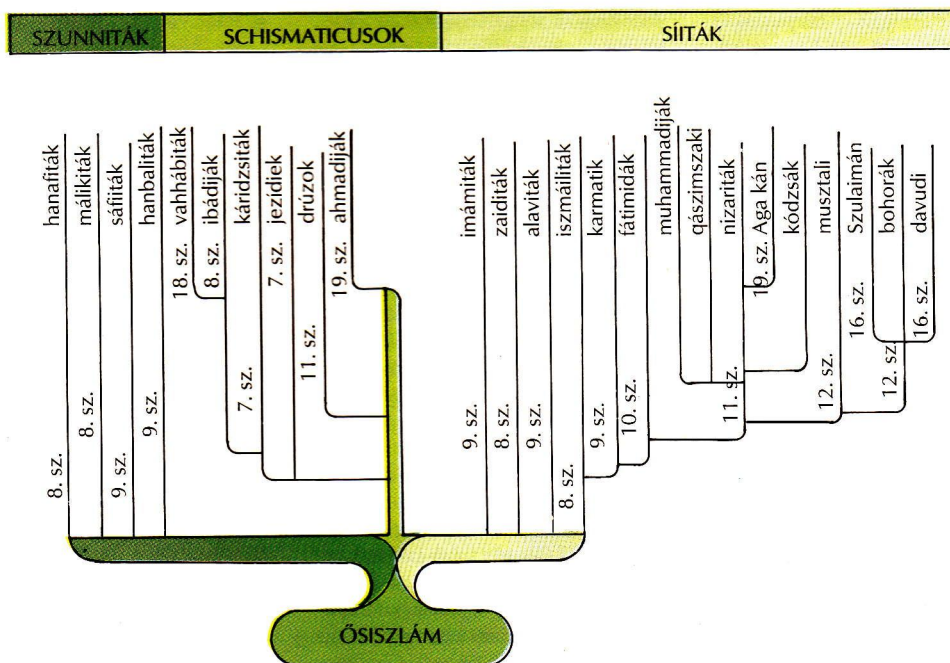 SZUNNITÁK
SCHISMATICUSOK
SÍITÁK
hanafiták
8. sz.
málikiták
8. sz.
sáfiiták
9. sz.
hanbaliták
9. sz.
vahhábiták
18. sz.
ibádiják
8. sz.
káridzsiták
7. sz.
jezídiek
7. sz.
drúzok
11. sz.
ahmadiják
19. sz.
imámiták
9. sz.
zaiditák
8. sz.
alaviták
9. sz.
iszmáiliták
8. sz.
karmatik
9. sz.
fátimidák
10. sz.
muhammadiják
qászimszaki
nizariták
11. sz.
19. sz. Aga kán
kódzsák
musztali
12. sz.
Szulaimán
16. sz.
bohorák
12. sz.
davudi
16. sz.
ŐSISZLÁM